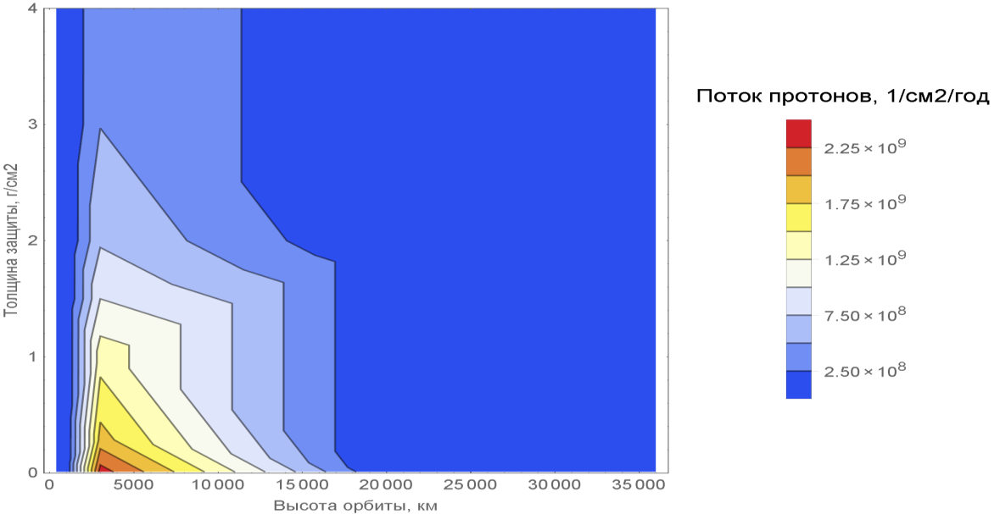 4
3
2
1
0
Толщина защиты, г/см2
0 5000 10 000 15 000 20 000 25 000 30 000 35 000
Высота орбиты, км
Поток протонов, 1/см2/год
2.25 × 10⁹
1.75 × 10⁹
1.25 × 10⁹
7.50 × 10⁸
2.50 × 10⁸